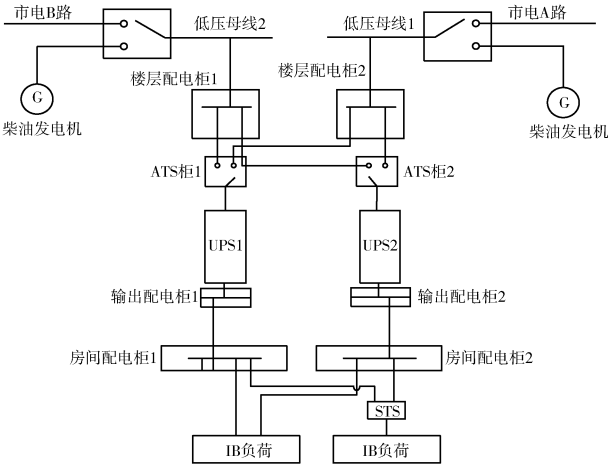 市电B路
低压母线2
低压母线1
市电A路
楼层配电柜1
楼层配电柜2
G
G
柴油发电机
柴油发电机
ATS柜1
ATS柜2
UPS1
UPS2
输出配电柜1
输出配电柜2
房间配电柜1
房间配电柜2
STS
IB负荷
IB负荷